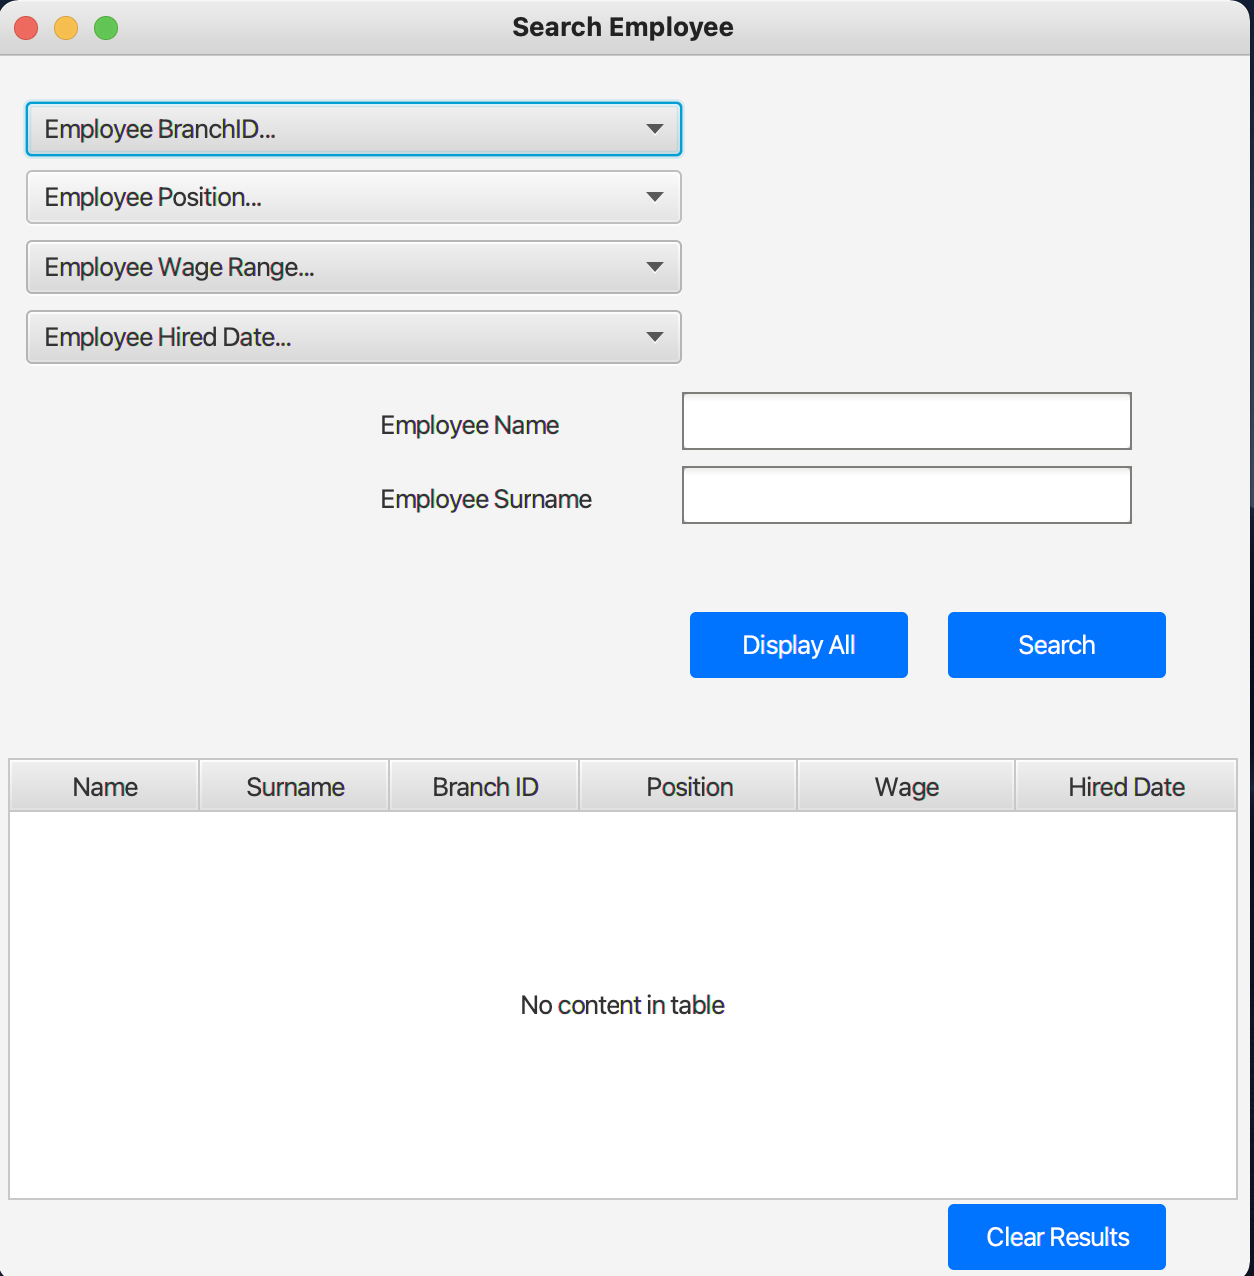 Search Employee
Employee BranchID...
Employee Position...
Employee Wage Range...
Employee Hired Date...
Employee Name
Employee Surname
Display All Search
Name Surname Branch ID Position Wage Hired Date
No content in table
Clear Results